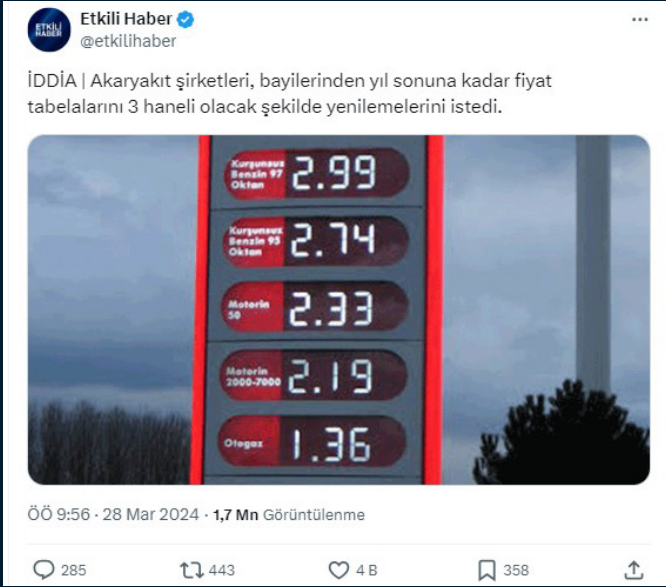 ETKİLİ
HABER
Etkili Haber
@etkilihaber
İDDİA | Akaryakıt şirketleri, bayilerinden yıl sonuna kadar fiyat
tabelalarını 3 haneli olacak şekilde yenilemelerini istedi.
Kurşunsuz
Benzin 97
Oktan
2.99
Kurşunsuz
Benzin 95
Oktan
2.74
Motorin
50
2.33
Motorin
2000-7000
2.19
Otogaz
1.36
ÖÖ 9:56 · 28 Mar 2024 · 1,7 Mn Görüntülenme
285 443 4 B 358